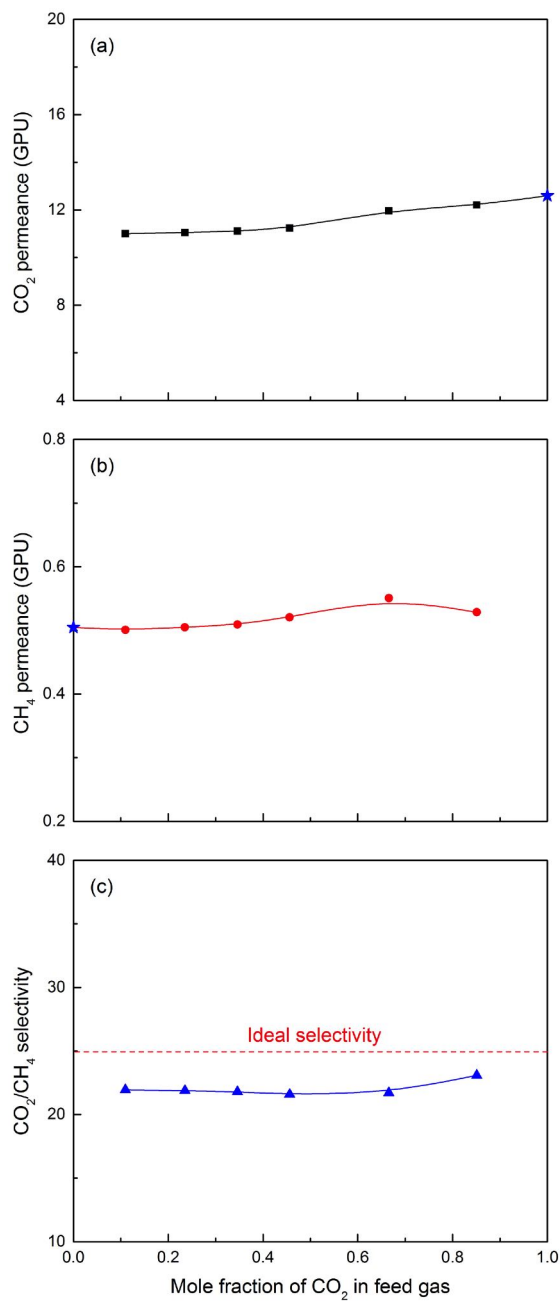 (a)
20
16
12
8
4
CO₂ permeance (GPU)
(b)
0.8
0.6
0.4
0.2
CH₄ permeance (GPU)
(c)
40
30
20
10
CO₂/CH₄ selectivity
Ideal selectivity
0.0 0.2 0.4 0.6 0.8 1.0
Mole fraction of CO₂ in feed gas